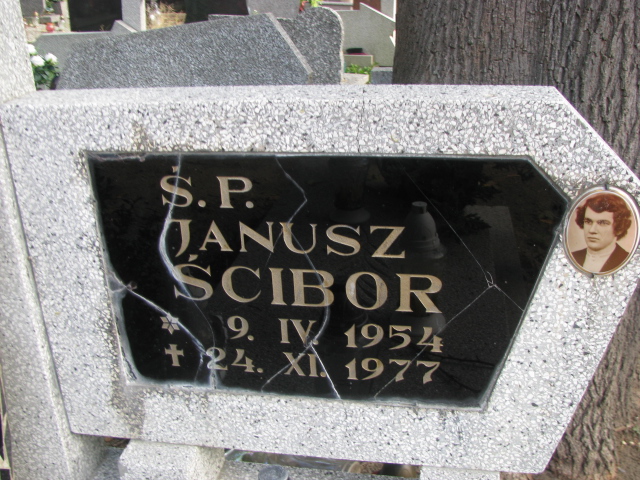 Ś.P.
JANUSZ
ŚCIBOR
* 9. IV 1954
✝ 24. XI. 1977